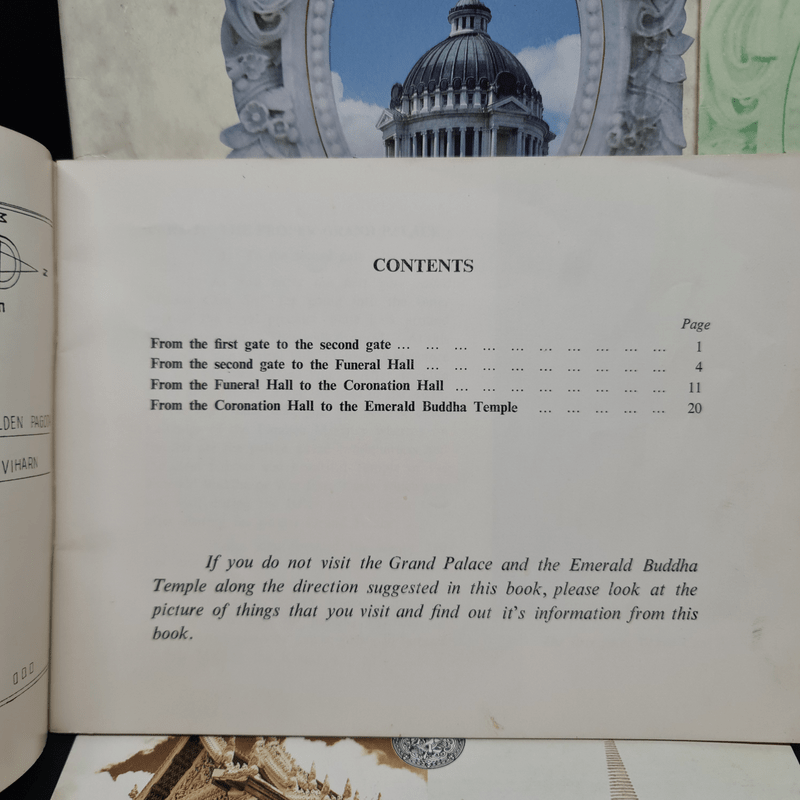 CONTENTS
Page
From the first gate to the second gate ... ... ... ... ... ... ... ... ... ... 1
From the second gate to the Funeral Hall ... ... ... ... ... ... ... ... ... 4
From the Funeral Hall to the Coronation Hall ... ... ... ... ... ... ... ... 11
From the Coronation Hall to the Emerald Buddha Temple ... ... ... ... ... 20
If you do not visit the Grand Palace and the Emerald Buddha
Temple along the direction suggested in this book, please look at the
picture of things that you visit and find out it's information from this
book.
N
VIHARN